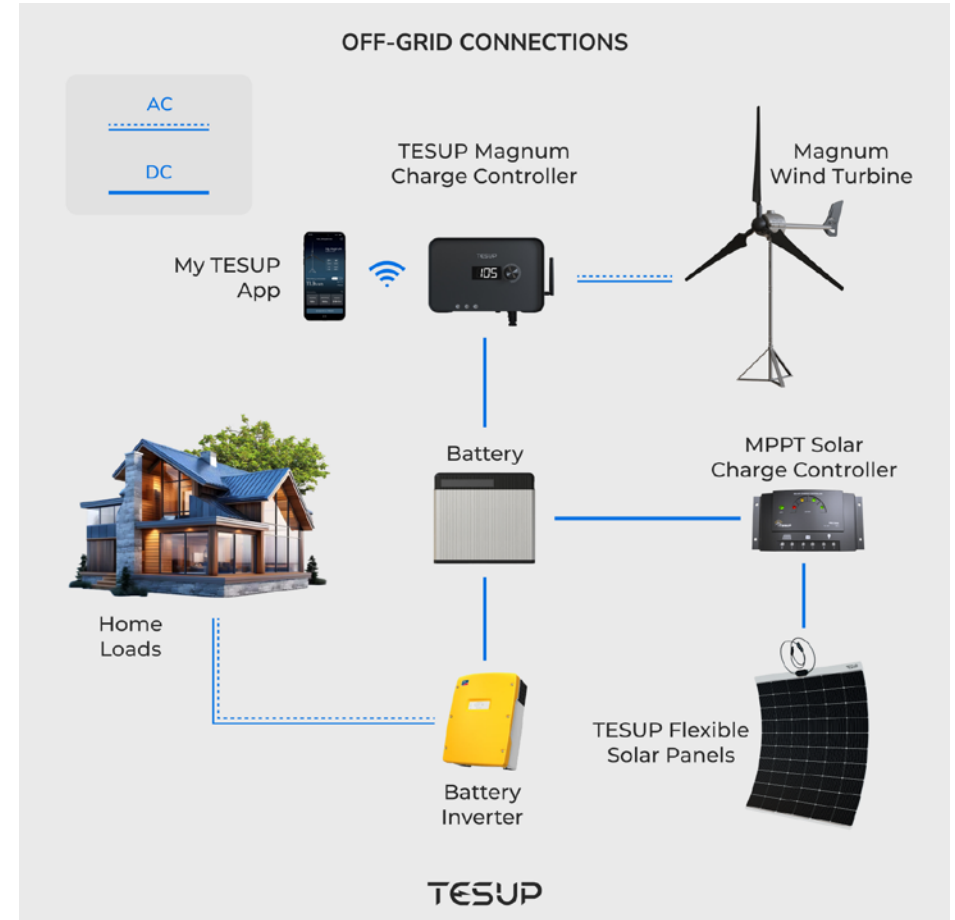 OFF-GRID CONNECTIONS
AC
DC
TESUP Magnum
Charge Controller
Magnum
Wind Turbine
My TESUP
App
TESUP
105
Battery
MPPT Solar
Charge Controller
Home
Loads
TESUP Flexible
Solar Panels
Battery
Inverter
TESUP